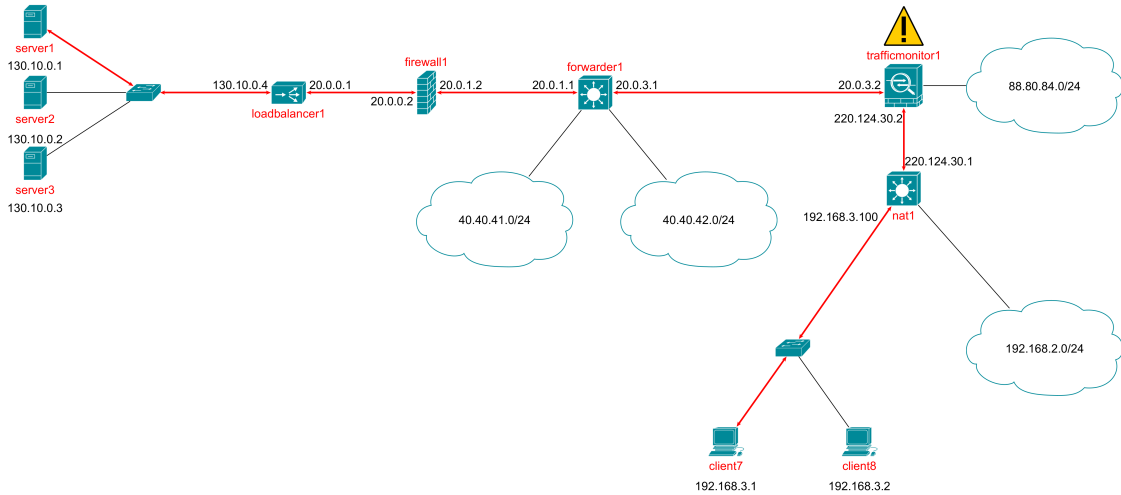 server1
130.10.0.1
server2
130.10.0.2
server3
130.10.0.3
130.10.0.4
loadbalancer1
20.0.0.1
firewall1
20.0.0.2
20.0.1.2
forwarder1
20.0.1.1
20.0.3.1
40.40.41.0/24
40.40.42.0/24
trafficmonitor1
20.0.3.2
220.124.30.2
88.80.84.0/24
220.124.30.1
192.168.3.100
nat1
192.168.2.0/24
client7
192.168.3.1
client8
192.168.3.2